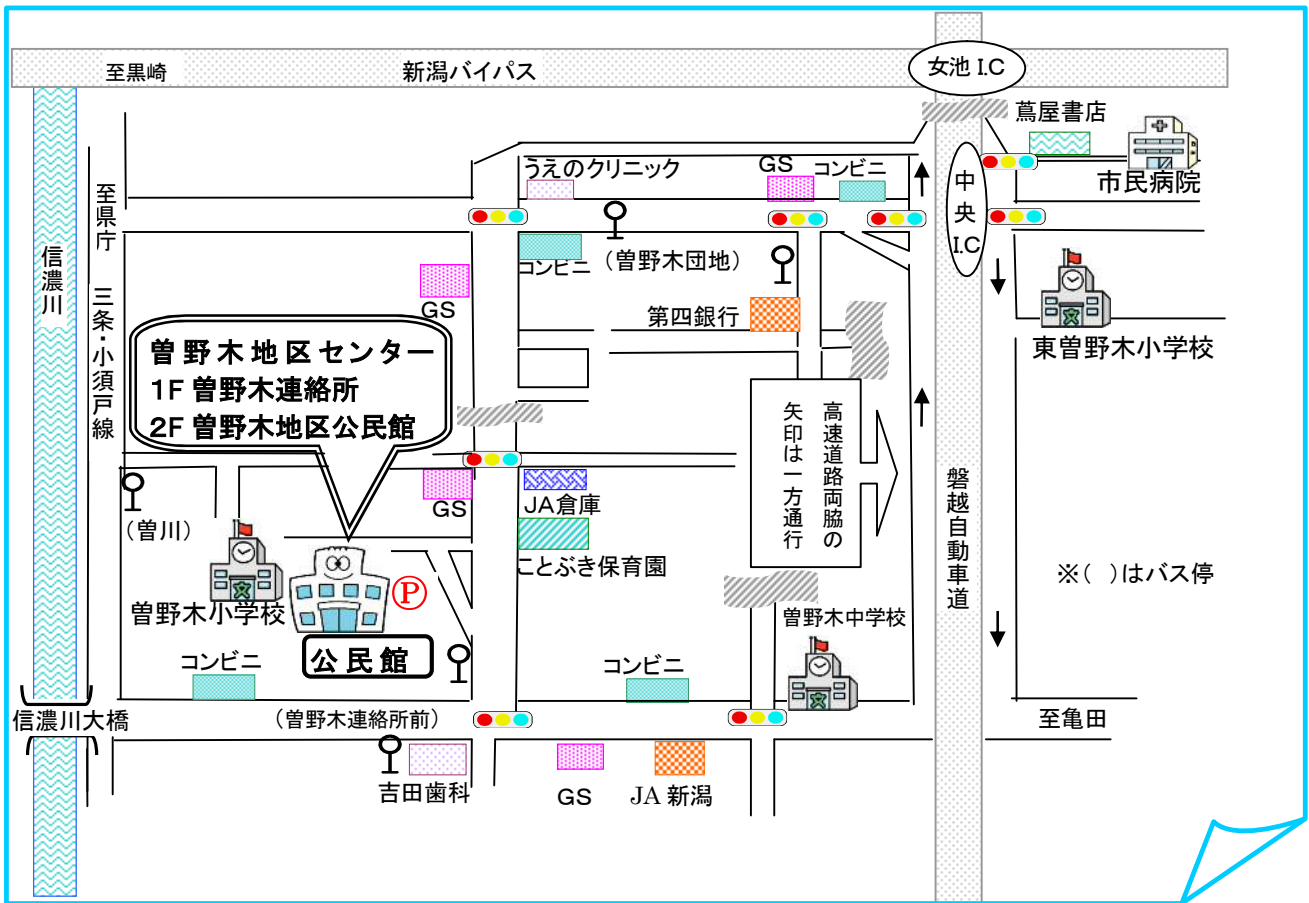 至黒崎
新潟バイパス
女池 I.C
蔦屋書店
市民病院
うえのクリニック
GS
コンビニ
中央I.C
至県庁
三条・小須戸線
信濃川
コンビニ
(曽野木団地)
GS
第四銀行
東曽野木小学校
曽野木地区センター
1F 曽野木連絡所
2F 曽野木地区公民館
高速道路両脇の
矢印は一方通行
磐越自動車道
(曽川)
GS
JA倉庫
ことぶき保育園
※( )はバス停
曽野木小学校
P
曽野木中学校
公民館
コンビニ
コンビニ
信濃川大橋
(曽野木連絡所前)
至亀田
吉田歯科
GS
JA 新潟